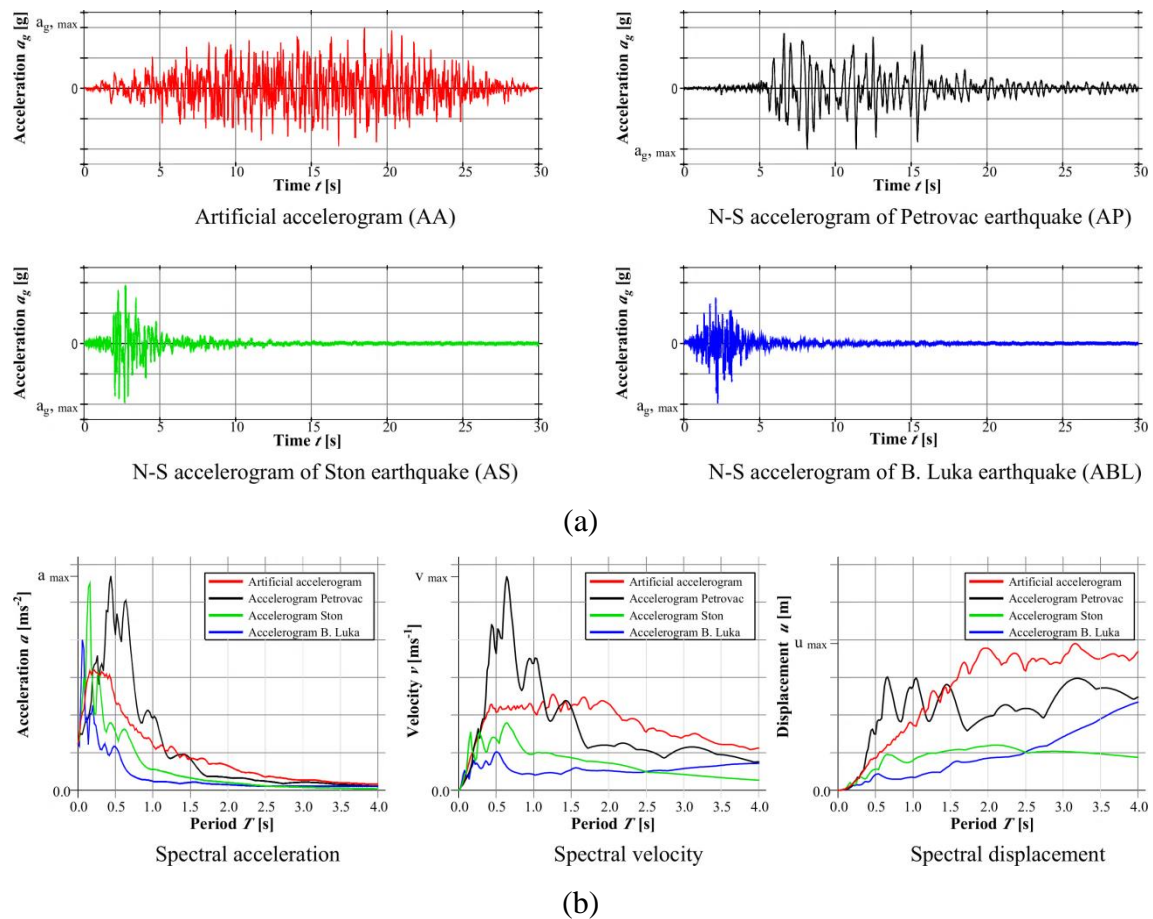 a_g, max
Acceleration a_g [g]
0
0 5 10 15 20 25 30
Time t [s]
Artificial accelerogram (AA)
Acceleration a_g [g]
0
a_g, max
0 5 10 15 20 25 30
Time t [s]
N-S accelerogram of Petrovac earthquake (AP)
Acceleration a_g [g]
0
a_g, max
0 5 10 15 20 25 30
Time t [s]
N-S accelerogram of Ston earthquake (AS)
Acceleration a_g [g]
0
a_g, max
0 5 10 15 20 25 30
Time t [s]
N-S accelerogram of B. Luka earthquake (ABL)
(a)
a max
Acceleration a [ms⁻²]
Artificial accelerogram
Accelerogram Petrovac
Accelerogram Ston
Accelerogram B. Luka
0.0
0.0 0.5 1.0 1.5 2.0 2.5 3.0 3.5 4.0
Period T [s]
Spectral acceleration
v max
Velocity v [ms⁻¹]
Artificial accelerogram
Accelerogram Petrovac
Accelerogram Ston
Accelerogram B. Luka
0.0
0.0 0.5 1.0 1.5 2.0 2.5 3.0 3.5 4.0
Period T [s]
Spectral velocity
u max
Displacement u [m]
Artificial accelerogram
Accelerogram Petrovac
Accelerogram Ston
Accelerogram B. Luka
0.0
0.0 0.5 1.0 1.5 2.0 2.5 3.0 3.5 4.0
Period T [s]
Spectral displacement
(b)